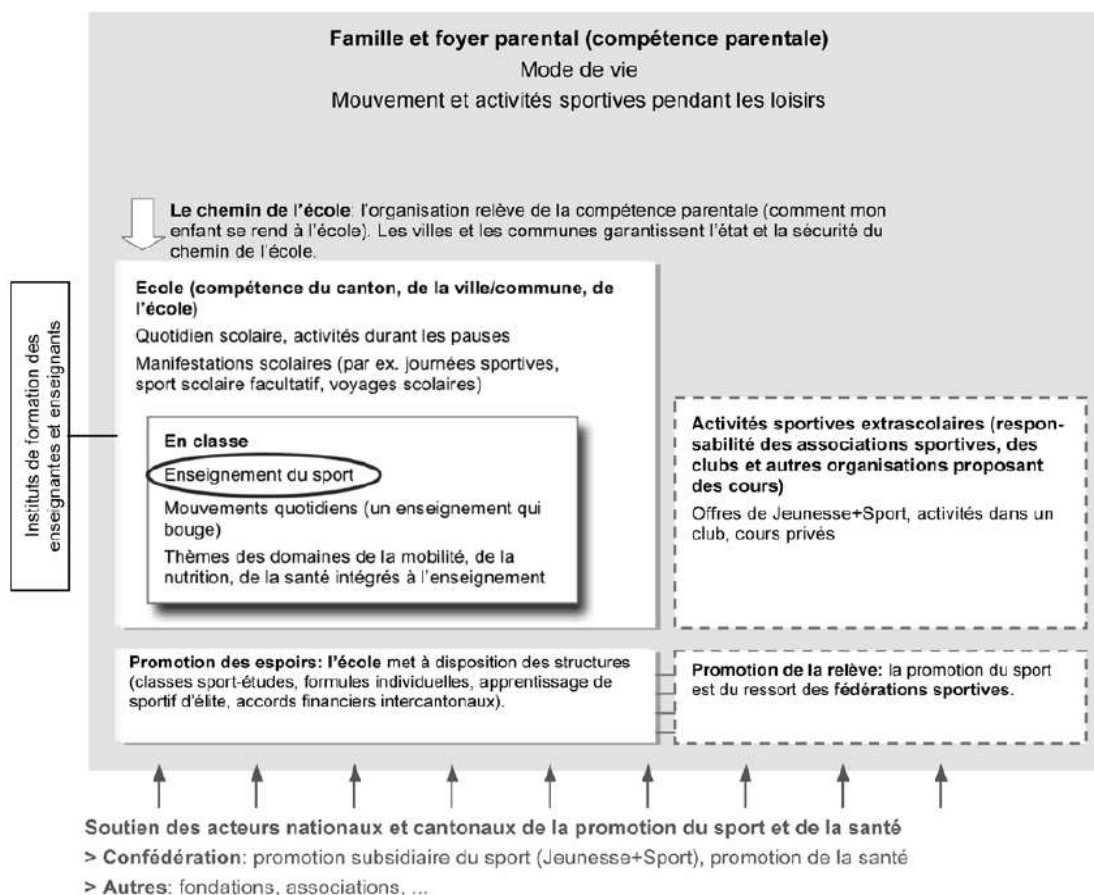 Famille et foyer parental (compétence parentale)
Mode de vie
Mouvement et activités sportives pendant les loisirs
Le chemin de l'école: l'organisation relève de la compétence parentale (comment mon
enfant se rend à l'école). Les villes et les communes garantissent l'état et la sécurité du
chemin de l'école.
Instituts de formation des
enseignantes et enseignants
Ecole (compétence du canton, de la ville/commune, de
l'école)
Quotidien scolaire, activités durant les pauses
Manifestations scolaires (par ex. journées sportives,
sport scolaire facultatif, voyages scolaires)
En classe
Enseignement du sport
Mouvements quotidiens (un enseignement qui
bouge)
Thèmes des domaines de la mobilité, de la
nutrition, de la santé intégrés à l'enseignement
Activités sportives extrascolaires (respon-
sabilité des associations sportives, des
clubs et autres organisations proposant
des cours)
Offres de Jeunesse+Sport, activités dans un
club, cours privés
Promotion des espoirs: l'école met à disposition des structures
(classes sport-études, formules individuelles, apprentissage de
sportif d'élite, accords financiers intercantonaux).
Promotion de la relève: la promotion du sport
est du ressort des fédérations sportives.
Soutien des acteurs nationaux et cantonaux de la promotion du sport et de la santé
> Confédération: promotion subsidiaire du sport (Jeunesse+Sport), promotion de la santé
> Autres: fondations, associations, ...